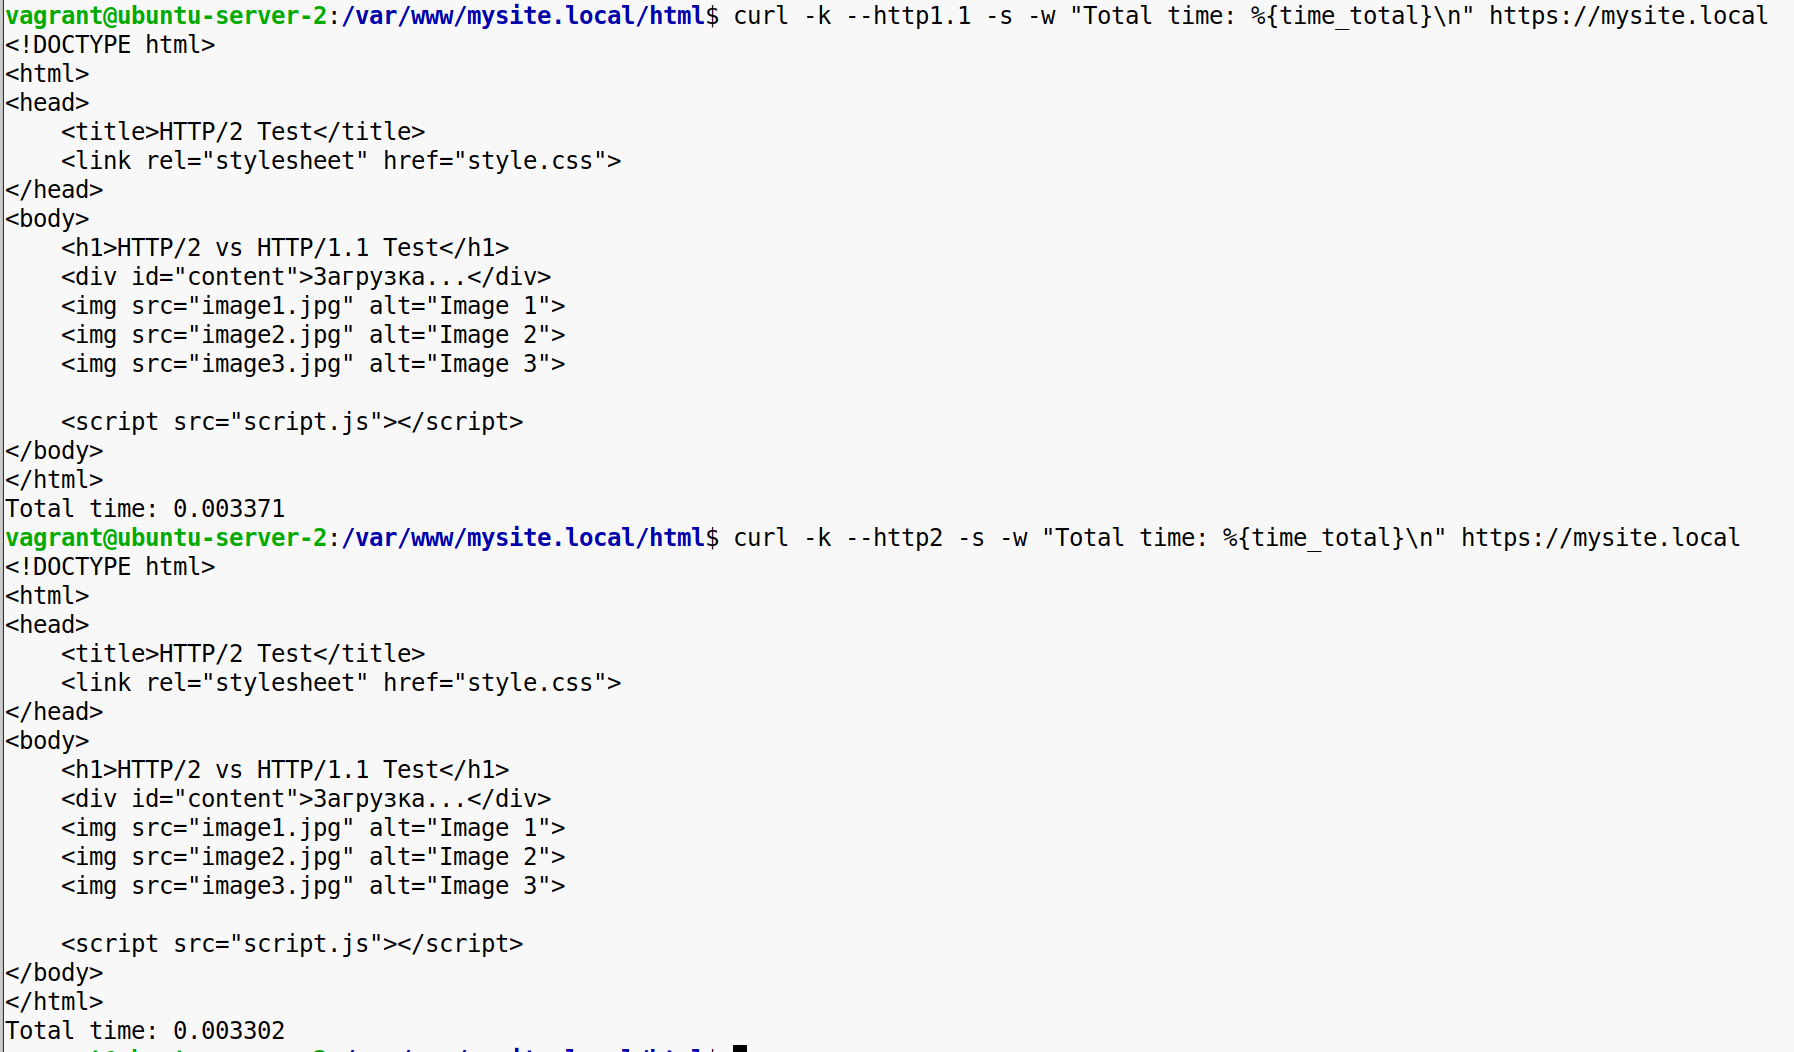 vagrant@ubuntu-server-2:/var/www/mysite.local/html$ curl -k --http1.1 -s -w "Total time: %{time_total}\n" https://mysite.local
<!DOCTYPE html>
<html>
<head>
    <title>HTTP/2 Test</title>
    <link rel="stylesheet" href="style.css">
</head>
<body>
    <h1>HTTP/2 vs HTTP/1.1 Test</h1>
    <div id="content">Загрузка...</div>
    <img src="image1.jpg" alt="Image 1">
    <img src="image2.jpg" alt="Image 2">
    <img src="image3.jpg" alt="Image 3">

    <script src="script.js"></script>
</body>
</html>
Total time: 0.003371
vagrant@ubuntu-server-2:/var/www/mysite.local/html$ curl -k --http2 -s -w "Total time: %{time_total}\n" https://mysite.local
<!DOCTYPE html>
<html>
<head>
    <title>HTTP/2 Test</title>
    <link rel="stylesheet" href="style.css">
</head>
<body>
    <h1>HTTP/2 vs HTTP/1.1 Test</h1>
    <div id="content">Загрузка...</div>
    <img src="image1.jpg" alt="Image 1">
    <img src="image2.jpg" alt="Image 2">
    <img src="image3.jpg" alt="Image 3">

    <script src="script.js"></script>
</body>
</html>
Total time: 0.003302